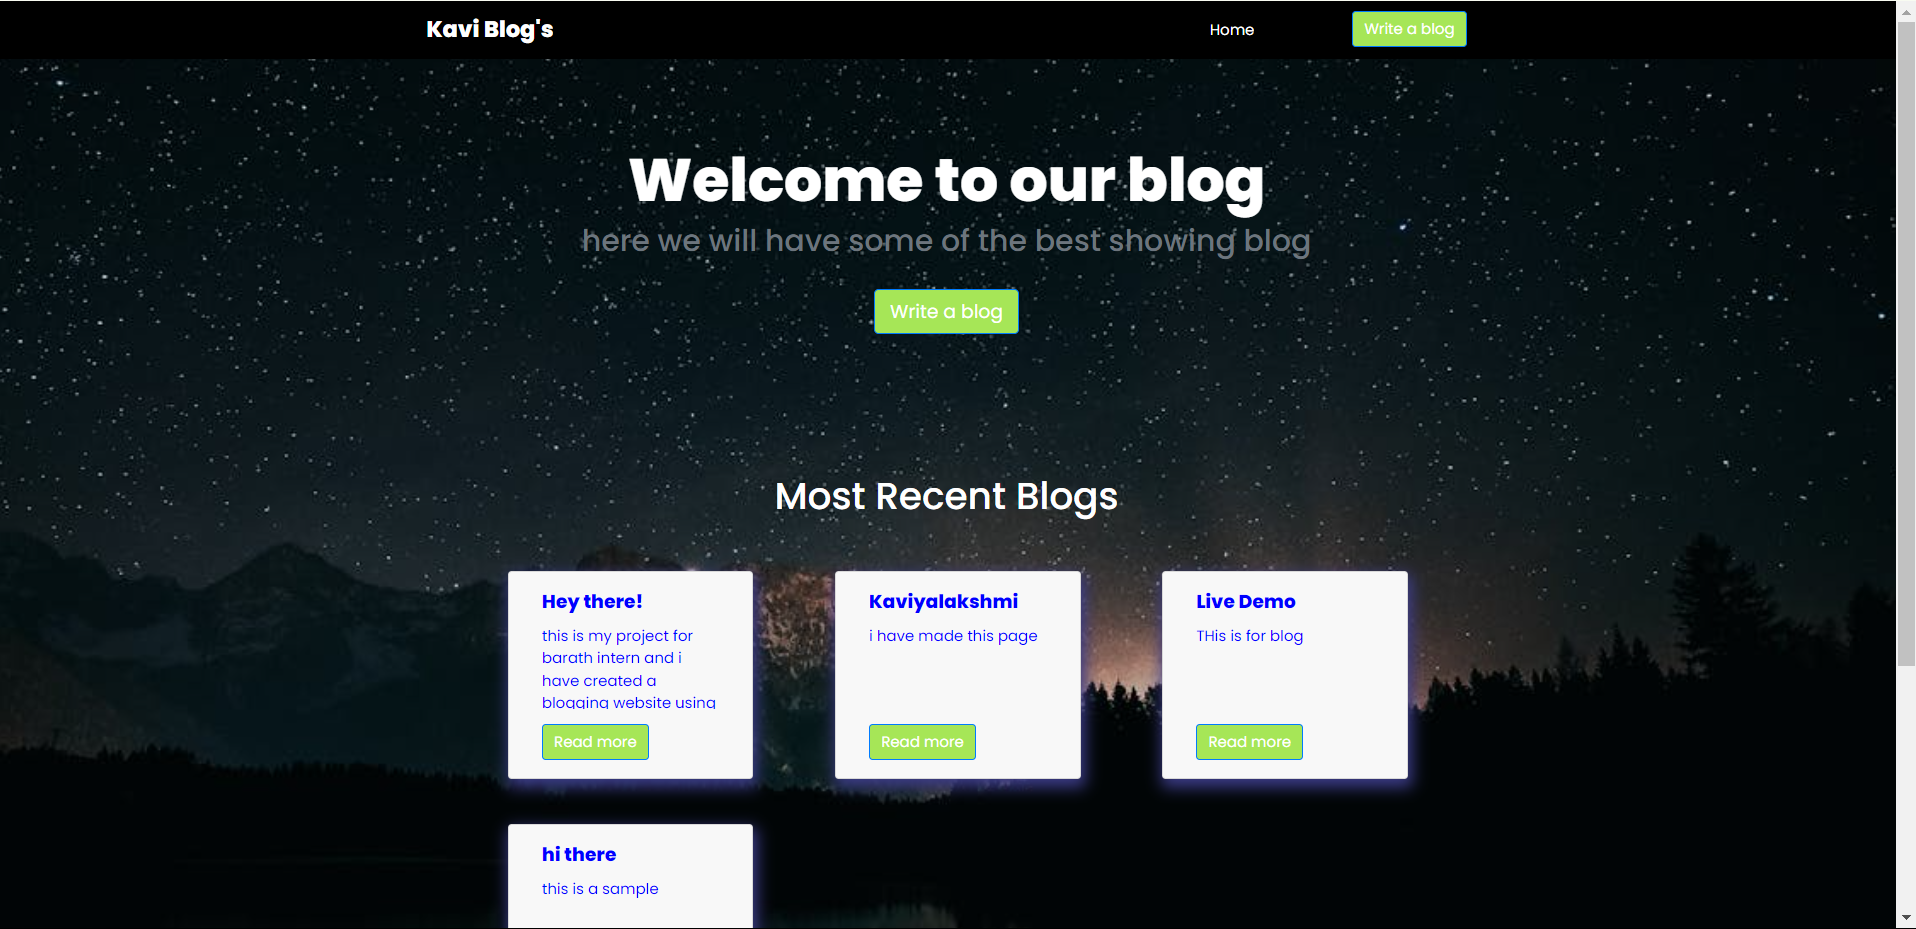 Kavi Blog's
Home
Write a blog
Welcome to our blog
here we will have some of the best showing blog
Write a blog
Most Recent Blogs
Hey there!
this is my project for
barath intern and i
have created a
blogging website using
Read more
Kaviyalakshmi
i have made this page
Read more
Live Demo
THis is for blog
Read more
hi there
this is a sample